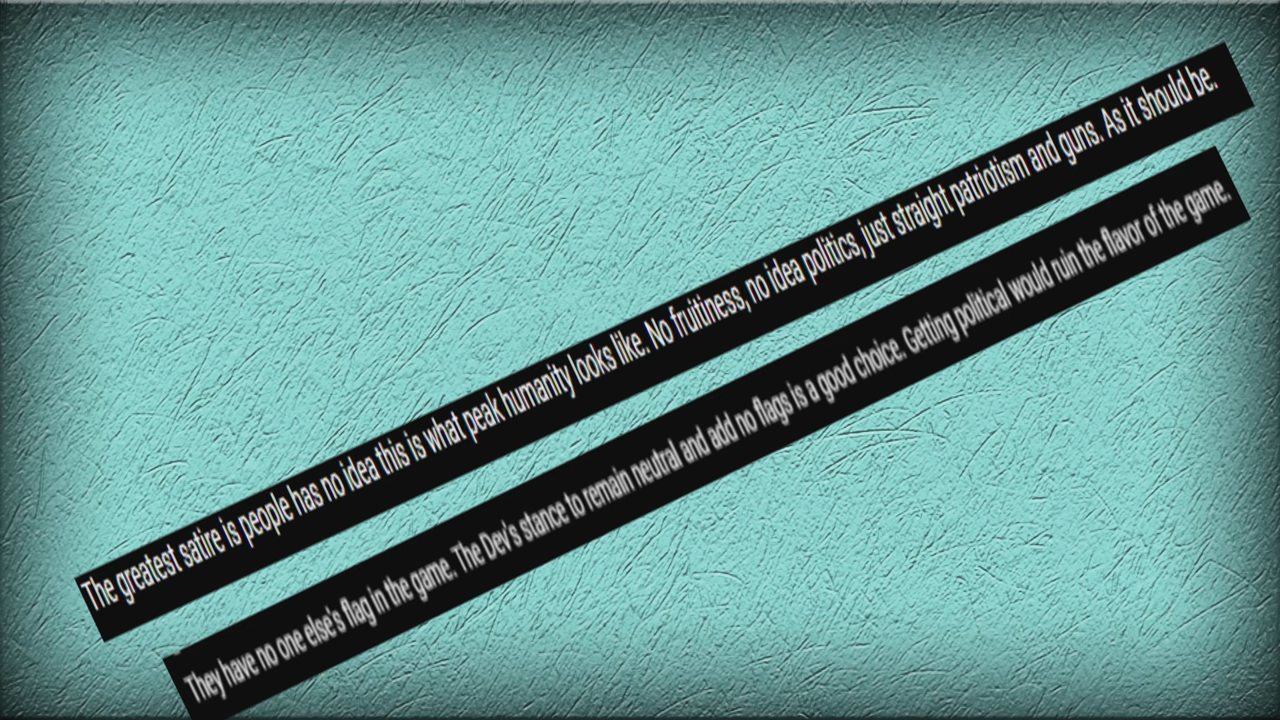 The greatest satire is people has no idea this is what peak humanity looks like. No fruitiness, no idea politics, just straight patriotism and guns. As it should be.
They have no one else's flag in the game. The Dev's stance to remain neutral and add no flags is a good choice. Getting political would ruin the flavor of the game.